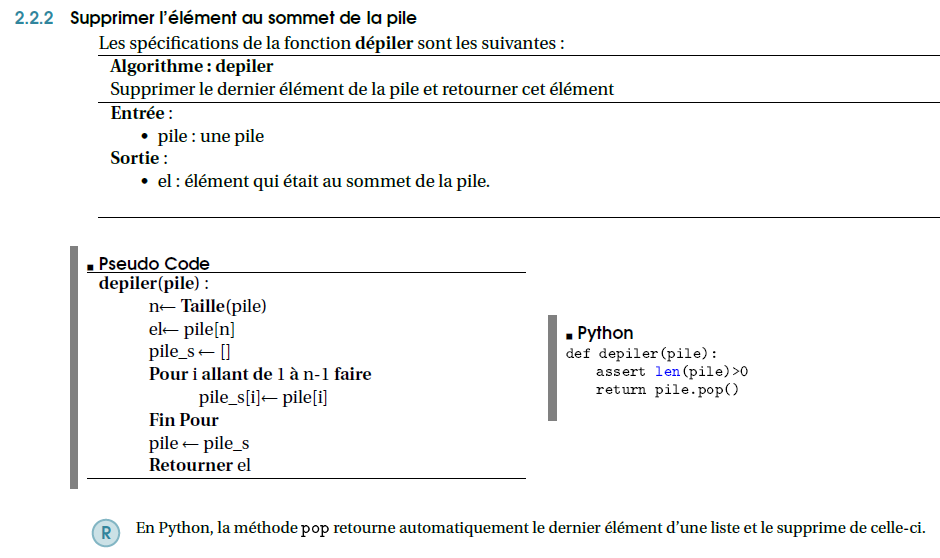 2.2.2 Supprimer l'élément au sommet de la pile
Les spécifications de la fonction dépiler sont les suivantes :
Algorithme : depiler
Supprimer le dernier élément de la pile et retourner cet élément
Entrée :
• pile : une pile
Sortie :
• el : élément qui était au sommet de la pile.
■ Pseudo Code
depiler(pile) :
n← Taille(pile)
el← pile[n]
pile_s ← []
Pour i allant de 1 à n-1 faire
pile_s[i]← pile[i]
Fin Pour
pile ← pile_s
Retourner el
■ Python
def depiler(pile):
    assert len(pile)>0
    return pile.pop()
R En Python, la méthode pop retourne automatiquement le dernier élément d'une liste et le supprime de celle-ci.